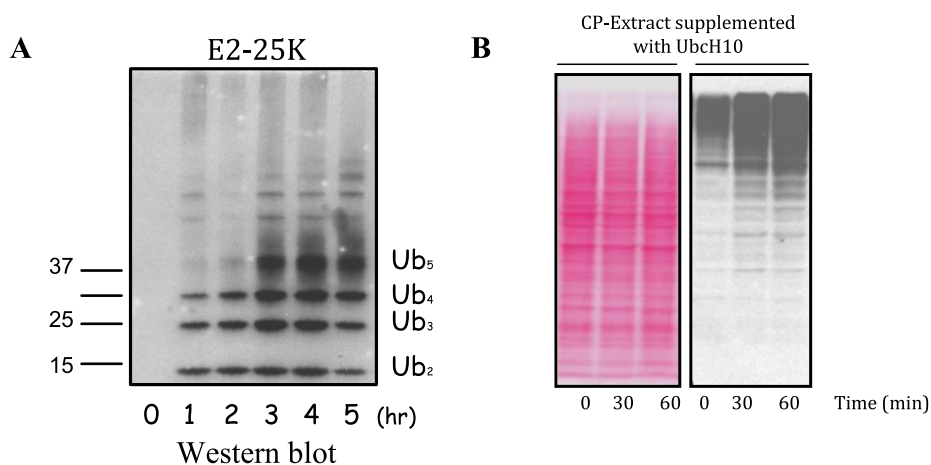 A
E2-25K
37
25
15
Ub5
Ub4
Ub3
Ub2
0 1 2 3 4 5 (hr)
Western blot
B
CP-Extract supplemented
with UbcH10
0 30 60 0 30 60 Time (min)